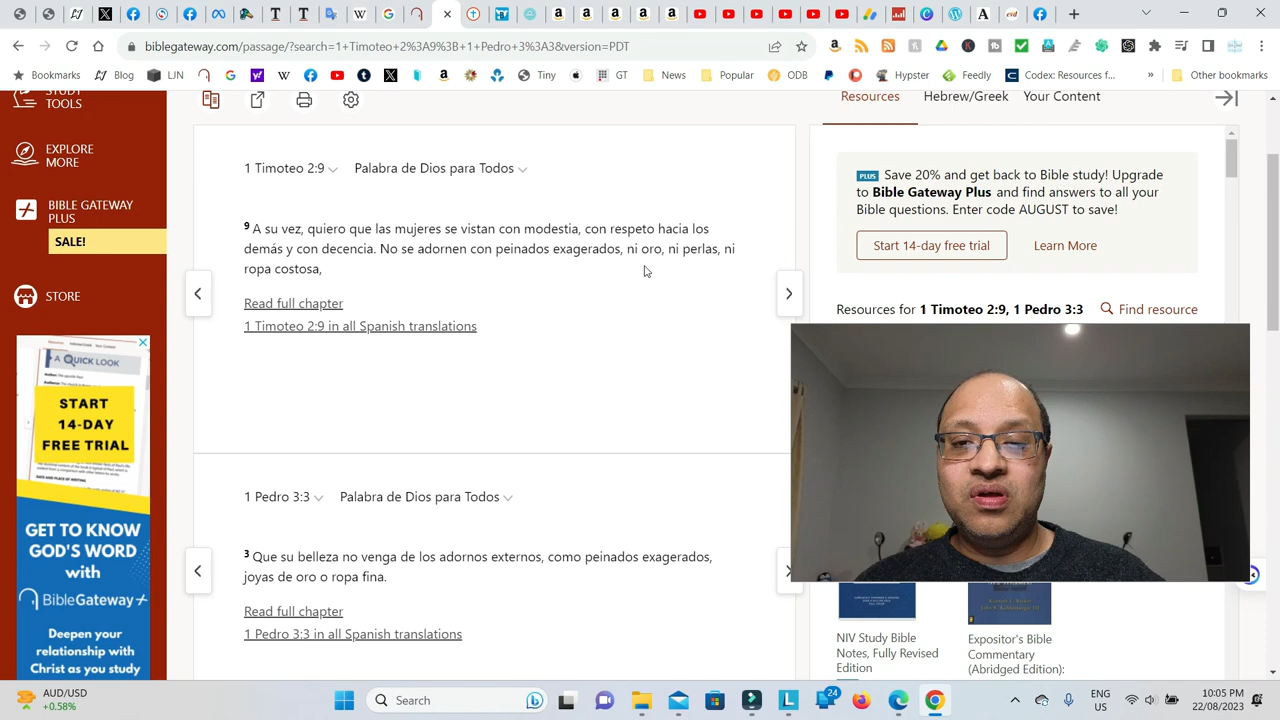 biblegateway.com/passage/?search=1+Timoteo 2%3A9%3B+1+Pedro 3%3A3&version=PDT
Bookmarks Blog LJN GT News Popular ODB Tiny Hypster Feedly Codex: Resources f... » Other bookmarks
STUDY
TOOLS
EXPLORE
MORE
BIBLE GATEWAY
PLUS
SALE!
STORE
A QUICK LOOK
START
14-DAY
FREE TRIAL
GET TO KNOW
GOD'S WORD
with
BIBLEGATEWAY+
Deepen your
relationship with
Christ as you study
1 Timoteo 2:9 Palabra de Dios para Todos
9 A su vez, quiero que las mujeres se vistan con modestia, con respeto hacia los
demás y con decencia. No se adornen con peinados exagerados, ni oro, ni perlas, ni
ropa costosa,
Read full chapter
1 Timoteo 2:9 in all Spanish translations
1 Pedro 3:3 Palabra de Dios para Todos
3 Que su belleza no venga de los adornos externos, como peinados exagerados,
joyas de oro o ropa fina.
Read full chapter
1 Pedro 3:3 in all Spanish translations
Resources Hebrew/Greek Your Content
PLUS Save 20% and get back to Bible study! Upgrade
to Bible Gateway Plus and find answers to all your
Bible questions. Enter code AUGUST to save!
Start 14-day free trial Learn More
Resources for 1 Timoteo 2:9, 1 Pedro 3:3 Find resource
NIV Study Bible
Notes, Fully Revised
Edition
Expositor's Bible
Commentary
(Abridged Edition):
AUD/USD
+0.58%
Search
24
ENG
US
10:05 PM
22/08/2023